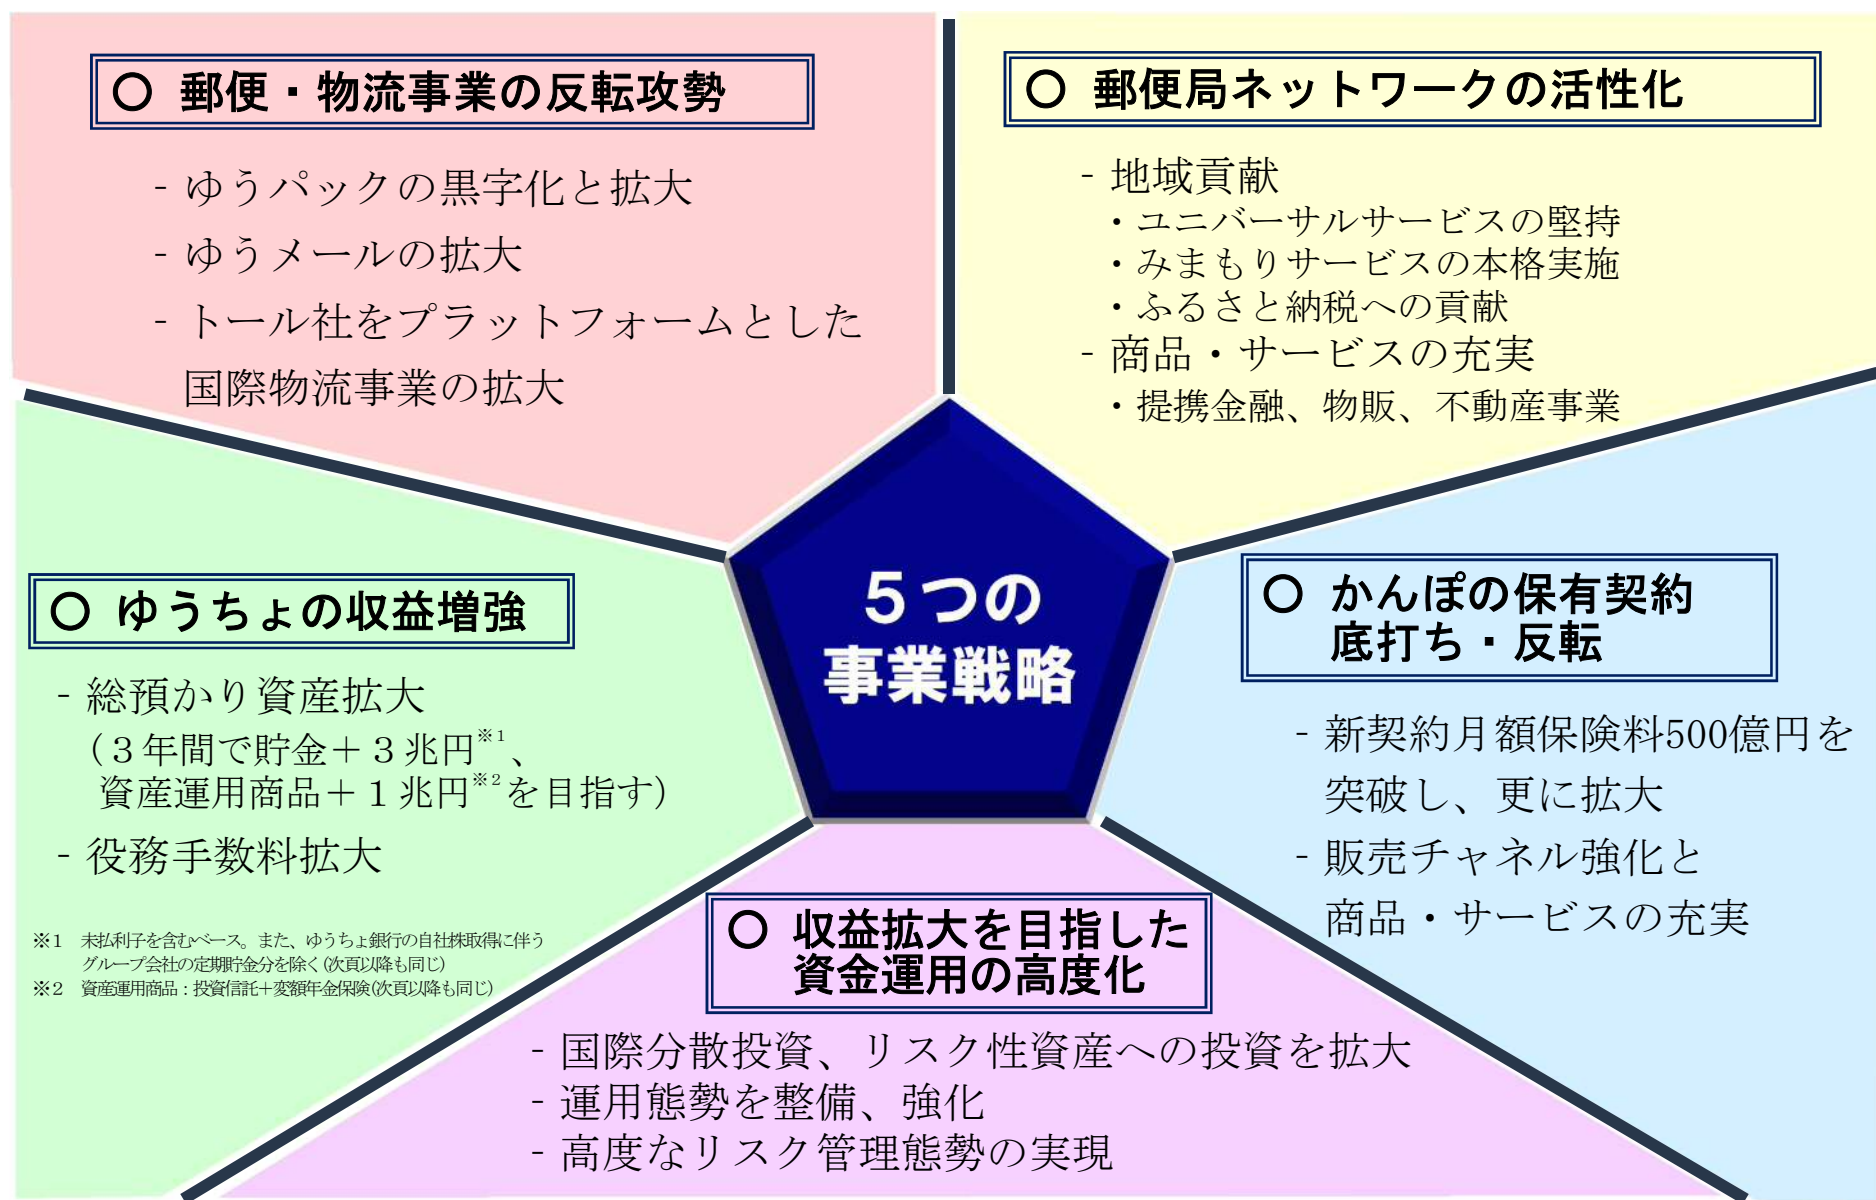 〇 郵便・物流事業の反転攻勢
- ゆうパックの黒字化と拡大
- ゆうメールの拡大
- トール社をプラットフォームとした
国際物流事業の拡大
〇 郵便局ネットワークの活性化
- 地域貢献
・ユニバーサルサービスの堅持
・みまもりサービスの本格実施
・ふるさと納税への貢献
- 商品・サービスの充実
・提携金融、物販、不動産事業
5つの
事業戦略
〇 ゆうちょの収益増強
- 総預かり資産拡大
（３年間で貯金＋３兆円※1、
資産運用商品＋１兆円※2を目指す）
- 役務手数料拡大
※1 未払利子を含むベース。また、ゆうちょ銀行の自社株取得に伴う
グループ会社の定期貯金分を除く(次頁以降も同じ)
※2 資産運用商品：投資信託＋変額年金保険(次頁以降も同じ)
〇 かんぽの保有契約
底打ち・反転
- 新契約月額保険料500億円を
突破し、更に拡大
- 販売チャネル強化と
商品・サービスの充実
〇 収益拡大を目指した
資金運用の高度化
- 国際分散投資、リスク性資産への投資を拡大
- 運用態勢を整備、強化
- 高度なリスク管理態勢の実現